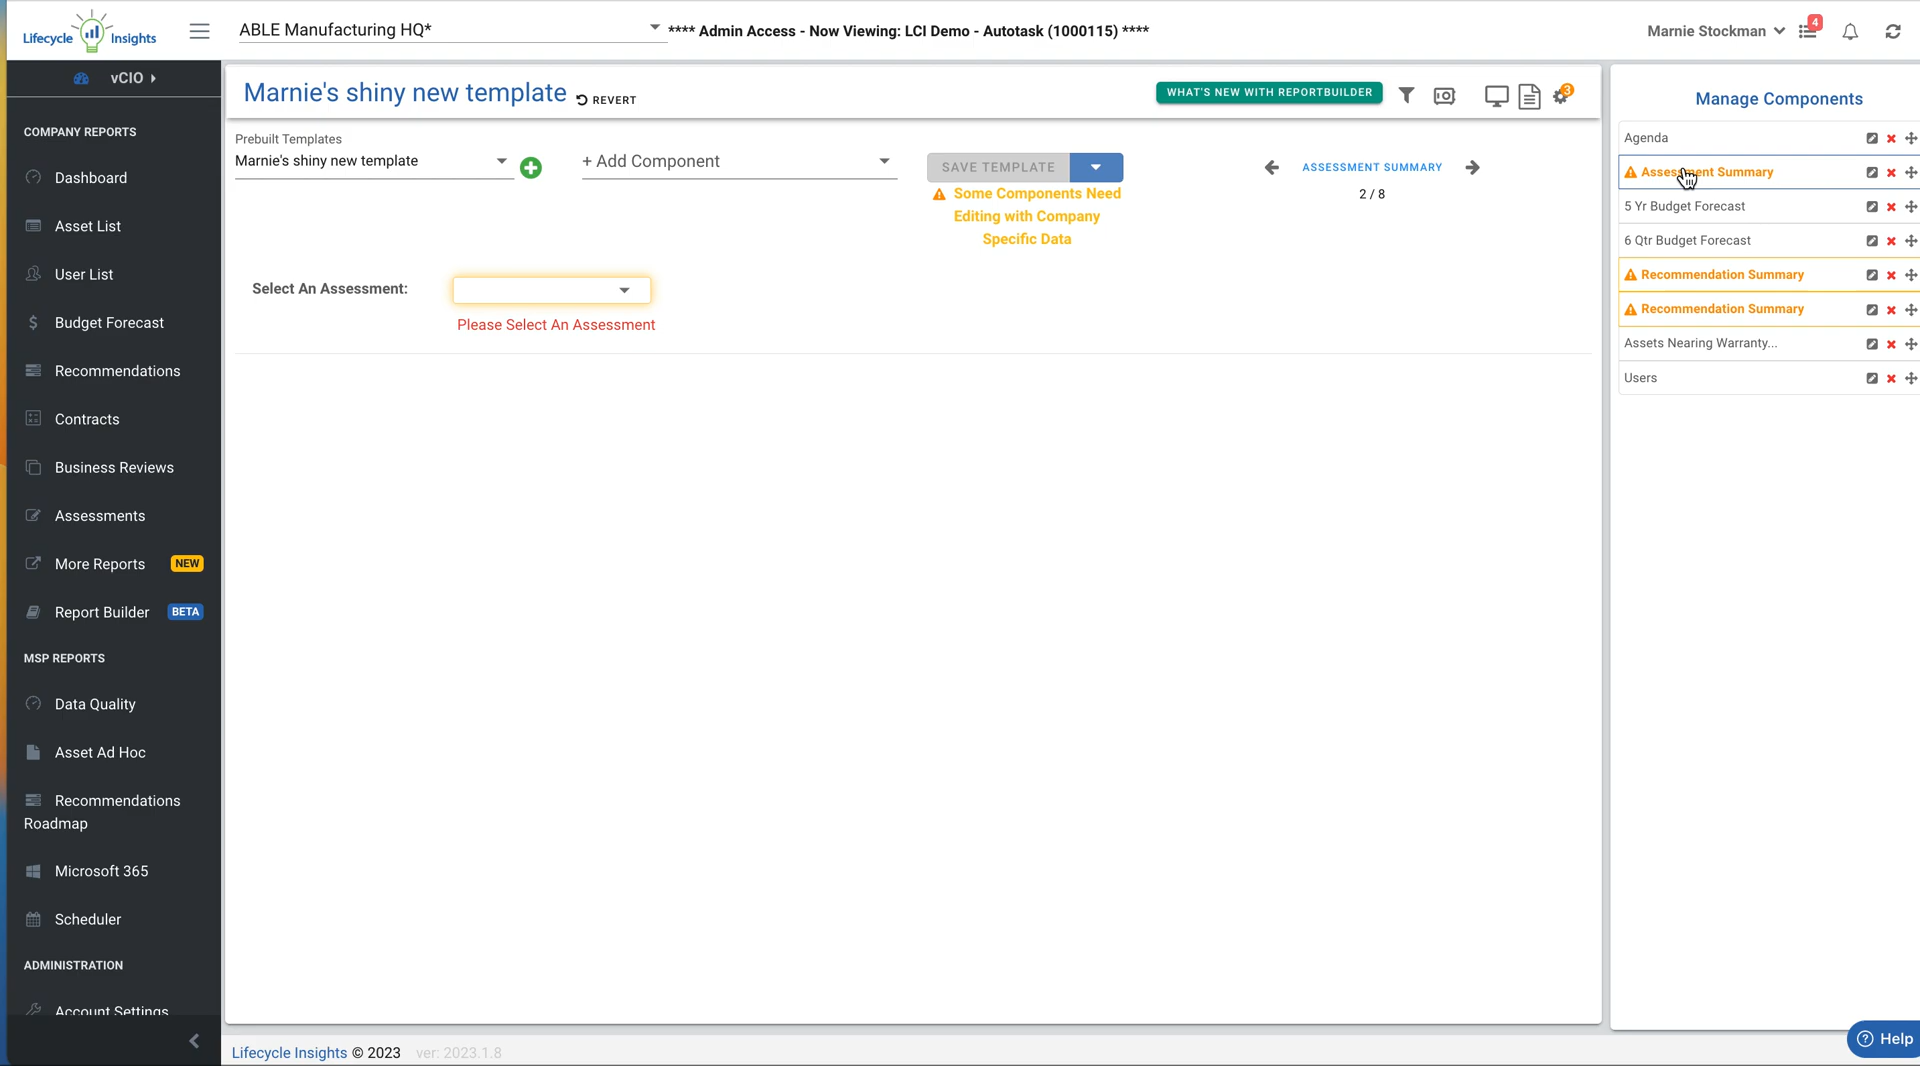 Lifecycle Insights
ABLE Manufacturing HQ*
**** Admin Access - Now Viewing: LCI Demo - Autotask (1000115) ****
Marnie Stockman
4
vCIO
COMPANY REPORTS
Dashboard
Asset List
User List
Budget Forecast
Recommendations
Contracts
Business Reviews
Assessments
More Reports NEW
Report Builder BETA
MSP REPORTS
Data Quality
Asset Ad Hoc
Recommendations
Roadmap
Microsoft 365
Scheduler
ADMINISTRATION
Account Settings
Marnie's shiny new template
REVERT
WHAT'S NEW WITH REPORTBUILDER
3
Prebuilt Templates
Marnie's shiny new template
+ Add Component
SAVE TEMPLATE
Some Components Need
Editing with Company
Specific Data
ASSESSMENT SUMMARY
2 / 8
Select An Assessment:
Please Select An Assessment
Manage Components
Agenda
Assessment Summary
5 Yr Budget Forecast
6 Qtr Budget Forecast
Recommendation Summary
Recommendation Summary
Assets Nearing Warranty...
Users
Lifecycle Insights © 2023 ver: 2023.1.8
Help